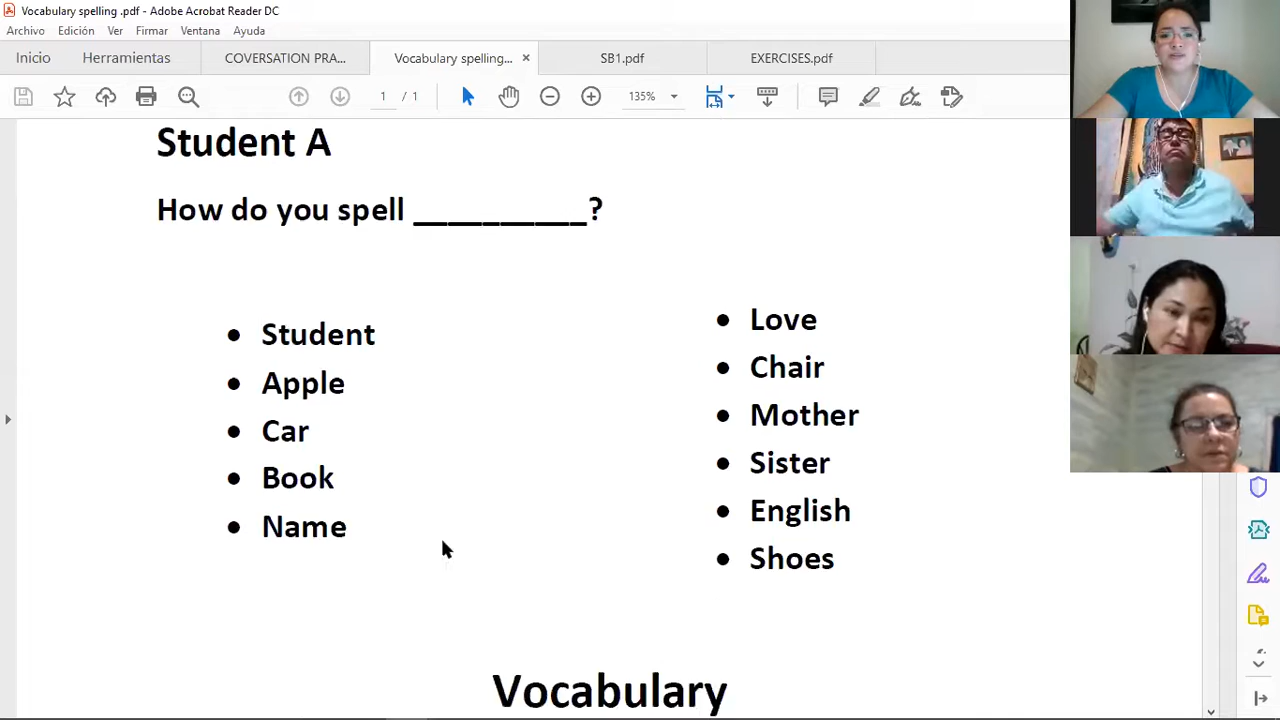 Vocabulary spelling .pdf - Adobe Acrobat Reader DC
Archivo Edición Ver Firmar Ventana Ayuda
Inicio Herramientas COVERSATION PRA... Vocabulary spelling... × SB1.pdf EXERCISES.pdf
1 / 1 135%
Student A
How do you spell __________?
• Student
• Apple
• Car
• Book
• Name
• Love
• Chair
• Mother
• Sister
• English
• Shoes
Vocabulary